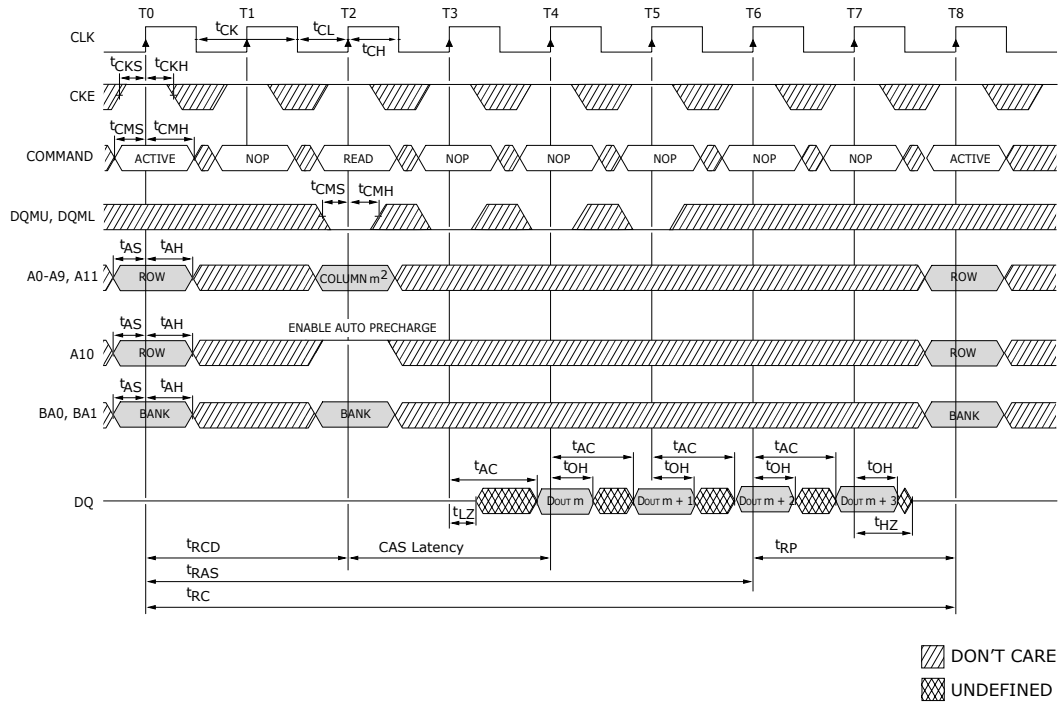 T0 T1 T2 T3 T4 T5 T6 T7 T8
CLK
tCK tCL tCH
tCKS tCKH
CKE
tCMS tCMH
COMMAND ACTIVE NOP READ NOP NOP NOP NOP NOP ACTIVE
tCMS tCMH
DQMU, DQML
tAS tAH
A0-A9, A11 ROW COLUMN m2 ROW
tAS tAH ENABLE AUTO PRECHARGE
A10 ROW ROW
tAS tAH
BA0, BA1 BANK BANK BANK
tAC tAC tAC tAC
tOH tOH tOH tOH
DQ DOUT m DOUT m + 1 DOUT m + 2 DOUT m + 3
tLZ tHZ
tRCD CAS Latency tRP
tRAS
tRC
DON'T CARE
UNDEFINED